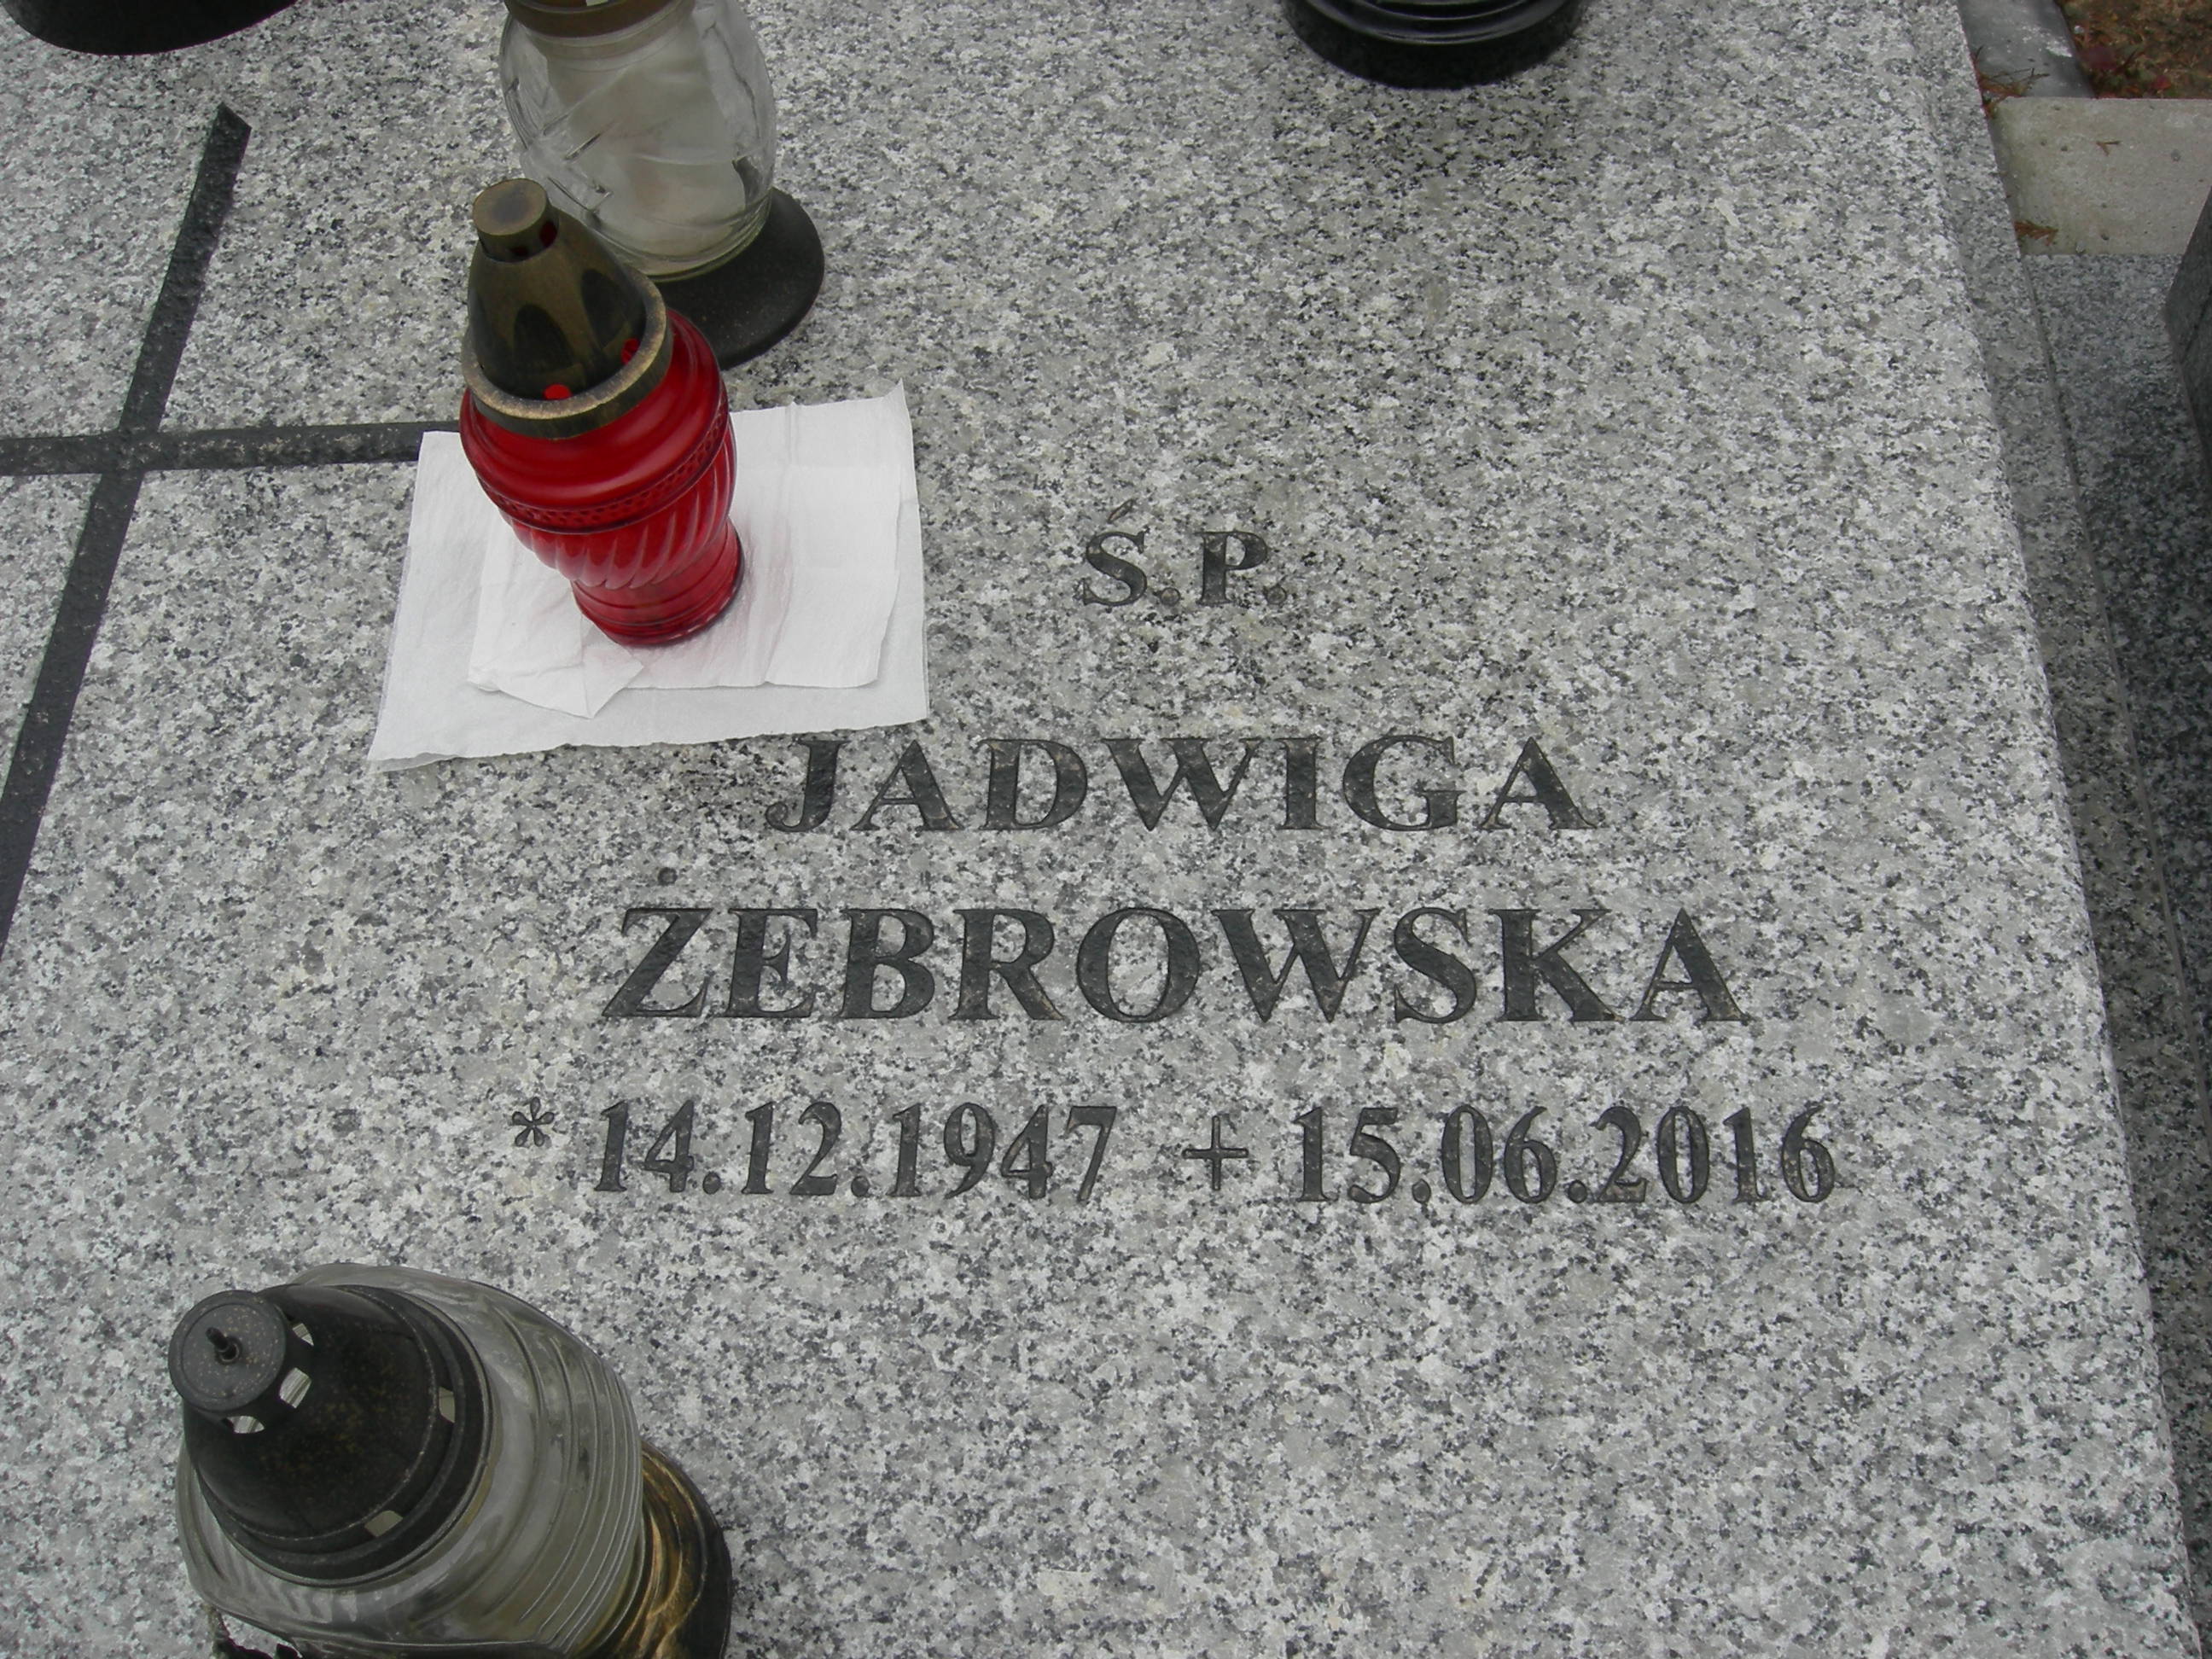 Ś.P.
JADWIGA
ŻEBROWSKA
* 14.12.1947 + 15.06.2016